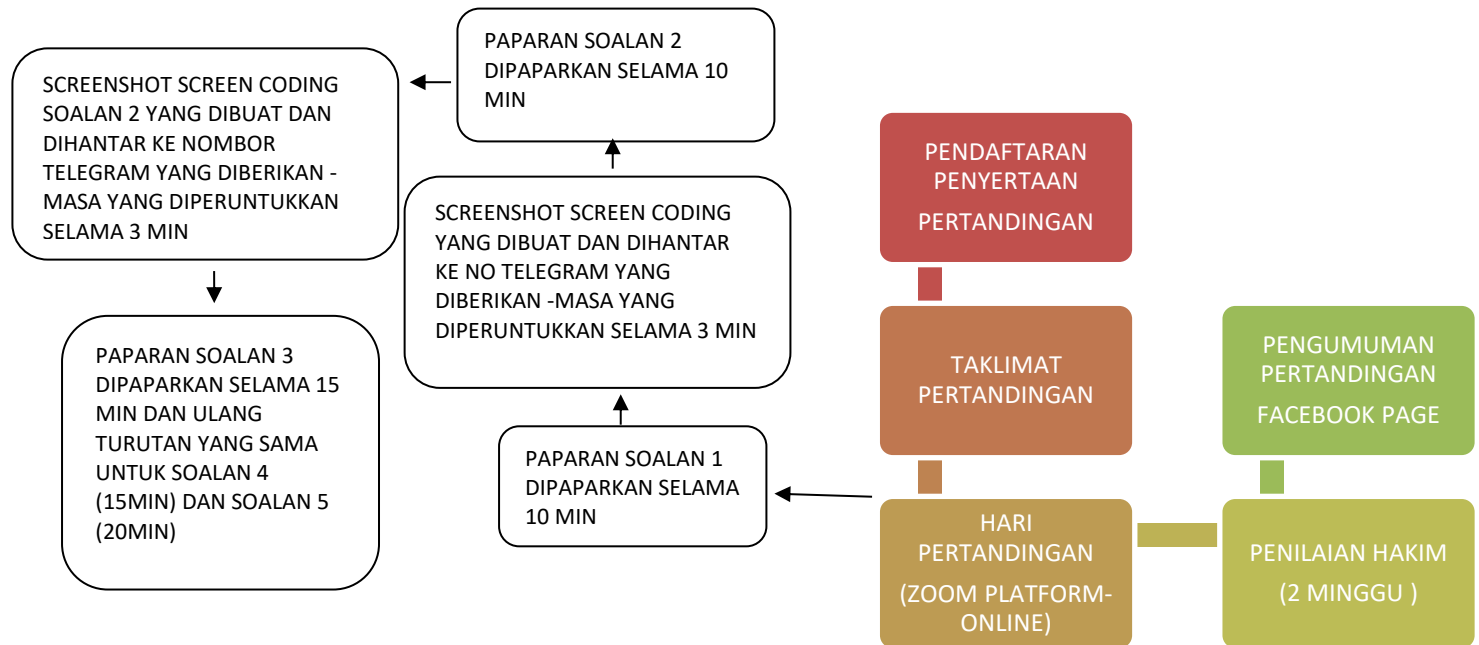 PAPARAN SOALAN 2
DIPAPARKAN SELAMA 10
MIN
SCREENSHOT SCREEN CODING
SOALAN 2 YANG DIBUAT DAN
DIHANTAR KE NOMBOR
TELEGRAM YANG DIBERIKAN -
MASA YANG DIPERUNTUKKAN
SELAMA 3 MIN
SCREENSHOT SCREEN CODING
YANG DIBUAT DAN DIHANTAR
KE NO TELEGRAM YANG
DIBERIKAN -MASA YANG
DIPERUNTUKKAN SELAMA 3 MIN
PAPARAN SOALAN 3
DIPAPARKAN SELAMA 15
MIN DAN ULANG
TURUTAN YANG SAMA
UNTUK SOALAN 4
(15MIN) DAN SOALAN 5
(20MIN)
PAPARAN SOALAN 1
DIPAPARKAN SELAMA
10 MIN
PENDAFTARAN
PENYERTAAN
PERTANDINGAN
TAKLIMAT
PERTANDINGAN
HARI
PERTANDINGAN
(ZOOM PLATFORM-
ONLINE)
PENGUMUMAN
PERTANDINGAN
FACEBOOK PAGE
PENILAIAN HAKIM
(2 MINGGU )